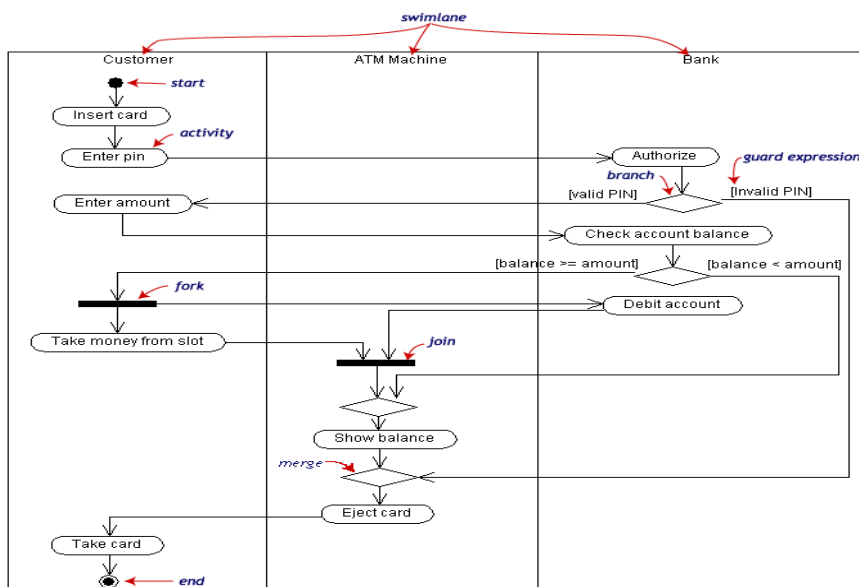 swimlane
Customer
ATM Machine
Bank
start
Insert card
activity
Enter pin
Authorize
guard expression
branch
[valid PIN]
[Invalid PIN]
Enter amount
Check account balance
[balance >= amount]
[balance < amount]
fork
Debit account
Take money from slot
join
Show balance
merge
Eject card
Take card
end